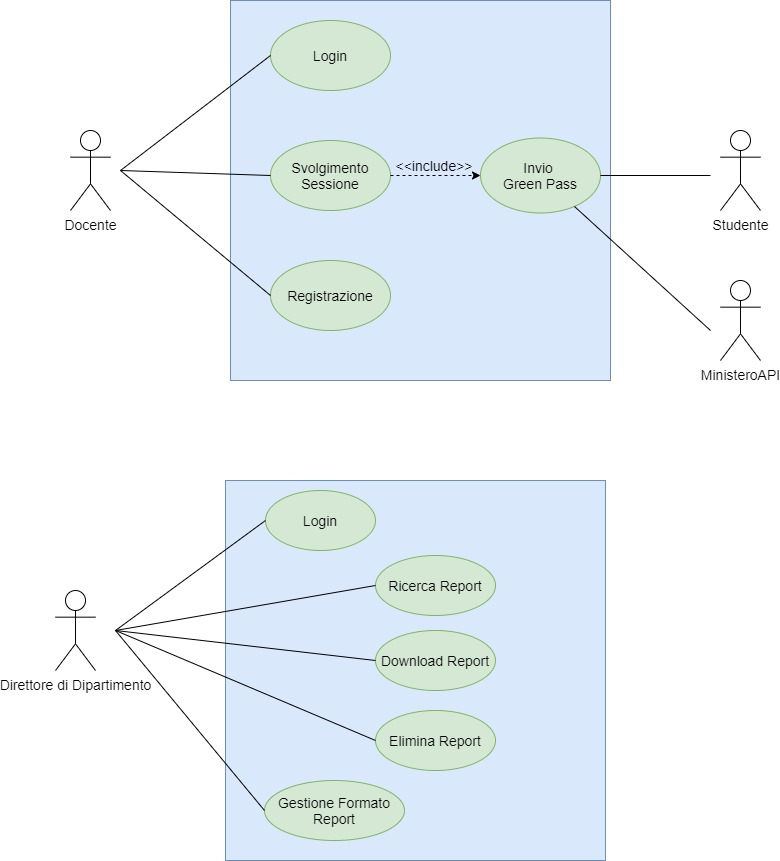 Login
Docente
Svolgimento
Sessione
<<include>>
Invio
Green Pass
Studente
Registrazione
MinisteroAPI
Login
Ricerca Report
Direttore di Dipartimento
Download Report
Elimina Report
Gestione Formato
Report